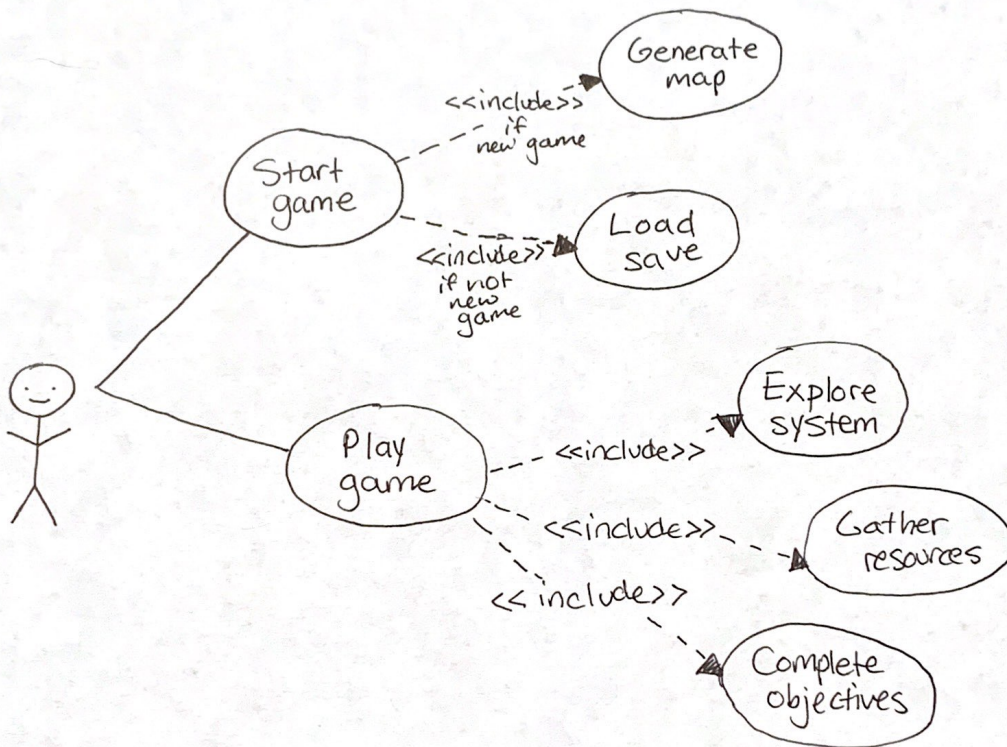 Generate
map
<<include>>
if
new game
Start
game
Load
save
<<include>>
if not
new
game
Explore
system
Play
game
<<include>>
Gather
resources
<<include>>
<<include>>
Complete
objectives